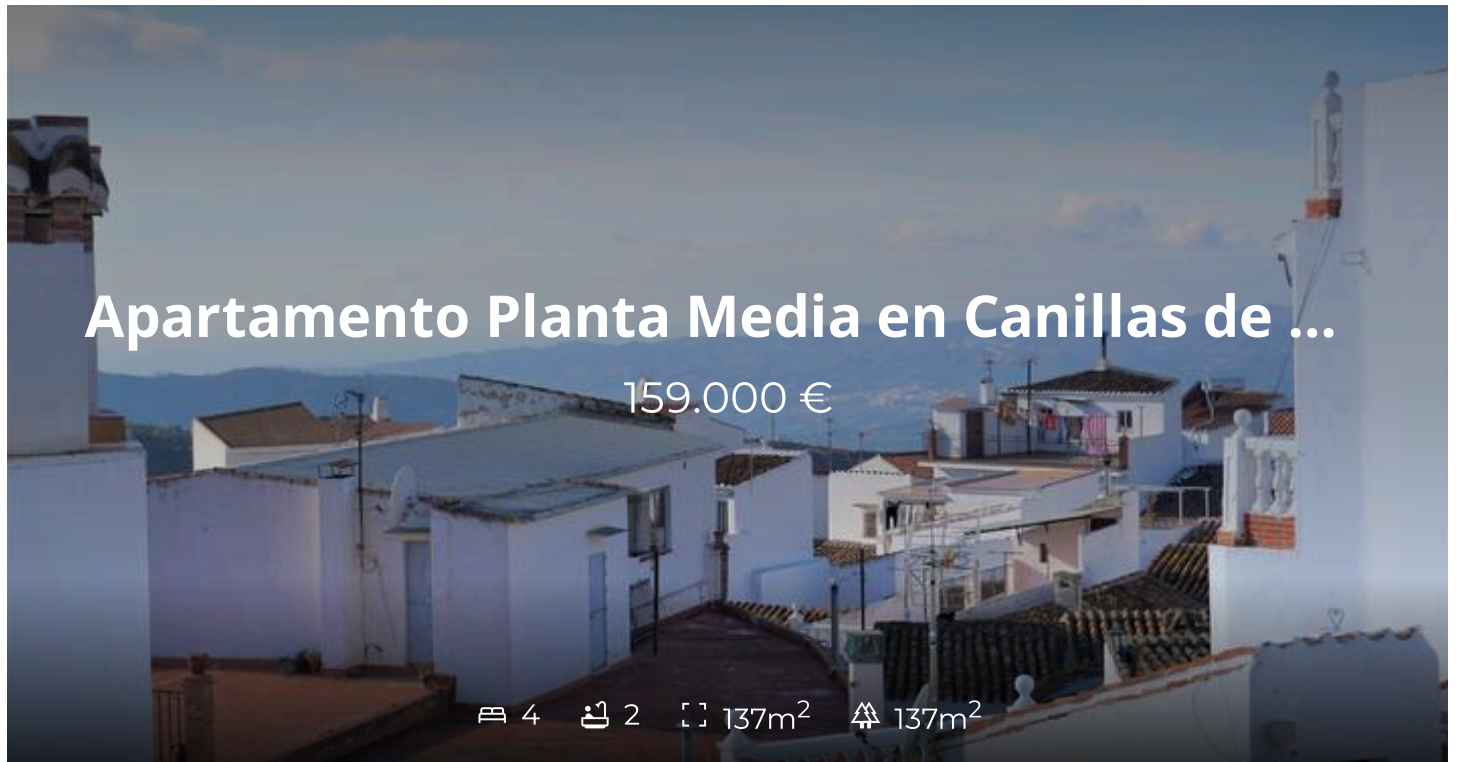 Apartamento Planta Media en Canillas de ...
159.000 €
4 2 137m² 137m²